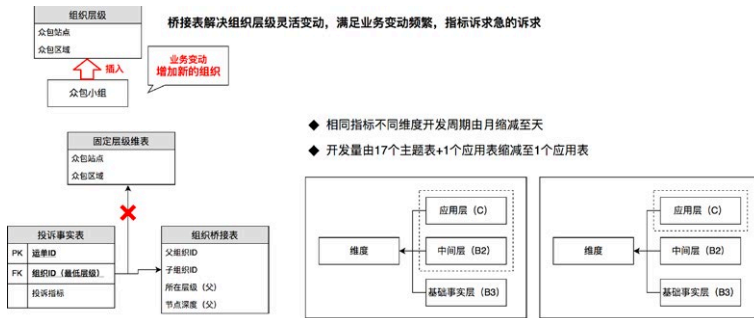 桥接表解决组织层级灵活变动，满足业务变动频繁，指标诉求急的诉求
组织层级
众包站点
众包区域
插入
众包小组
业务变动
增加新的组织
固定层级维表
众包站点
众包区域
投诉事实表
PK 运单ID
FK 组织ID（最低层级）
投诉指标
组织桥接表
父组织ID
子组织ID
所在层级（父）
节点深度（父）
◆ 相同指标不同维度开发周期由月缩减至天
◆ 开发量由17个主题表+1个应用表缩减至1个应用表
维度
应用层（C）
中间层（B2）
基础事实层（B3）
维度
应用层（C）
中间层（B2）
基础事实层（B3）